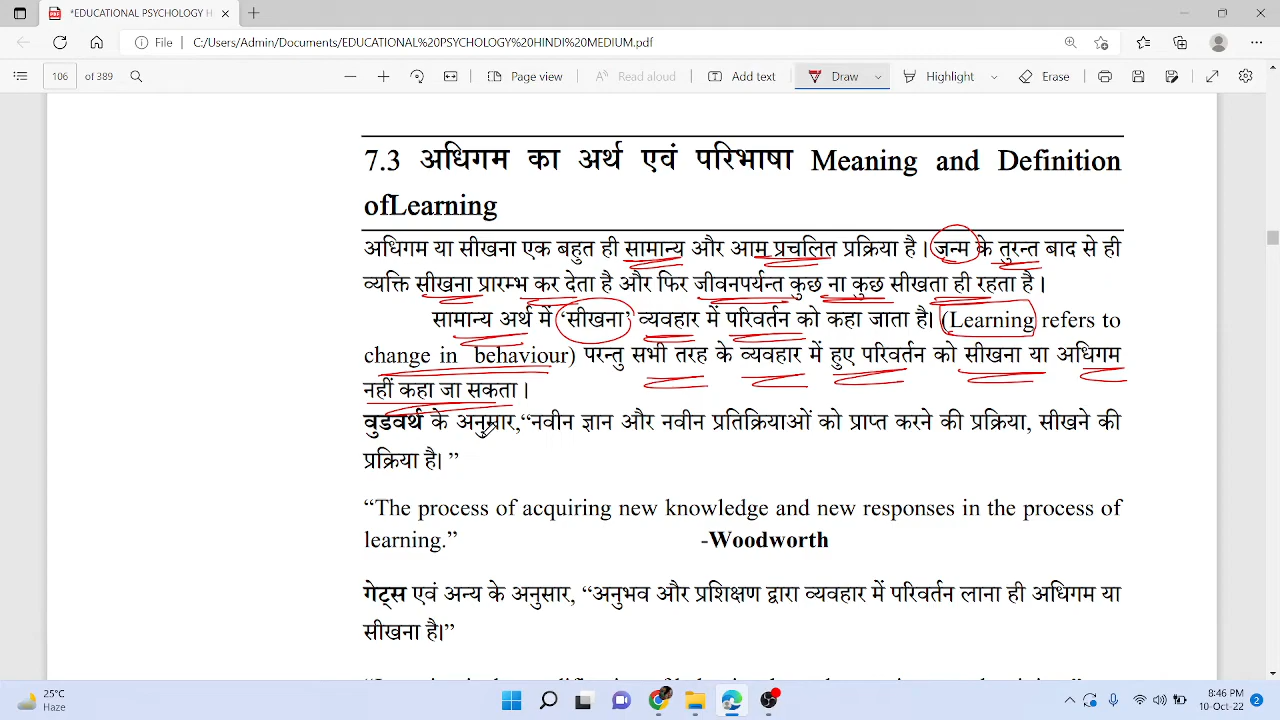 *EDUCATIONAL PSYCHOLOGY H
File C:/Users/Admin/Documents/EDUCATIONAL%20PSYCHOLOGY%20HINDI%20MEDIUM.pdf
106 of 389 Page view Read aloud Add text Draw Highlight Erase
7.3 अधिगम का अर्थ एवं परिभाषा Meaning and Definition
ofLearning
अधिगम या सीखना एक बहुत ही सामान्य और आम प्रचलित प्रक्रिया है। जन्म के तुरन्त बाद से ही
व्यक्ति सीखना प्रारम्भ कर देता है और फिर जीवनपर्यन्त कुछ ना कुछ सीखता ही रहता है।
सामान्य अर्थ में ‘सीखना’ व्यवहार में परिवर्तन को कहा जाता है। (Learning refers to
change in behaviour) परन्तु सभी तरह के व्यवहार में हुए परिवर्तन को सीखना या अधिगम
नहीं कहा जा सकता।
वुडवर्थ के अनुसार,“नवीन ज्ञान और नवीन प्रतिक्रियाओं को प्राप्त करने की प्रक्रिया, सीखने की
प्रक्रिया है। ”
“The process of acquiring new knowledge and new responses in the process of
learning.” -Woodworth
गेट्स एवं अन्य के अनुसार, “अनुभव और प्रशिक्षण द्वारा व्यवहार में परिवर्तन लाना ही अधिगम या
सीखना है।”
25°C
Haze
8:46 PM
10-Oct-22
2